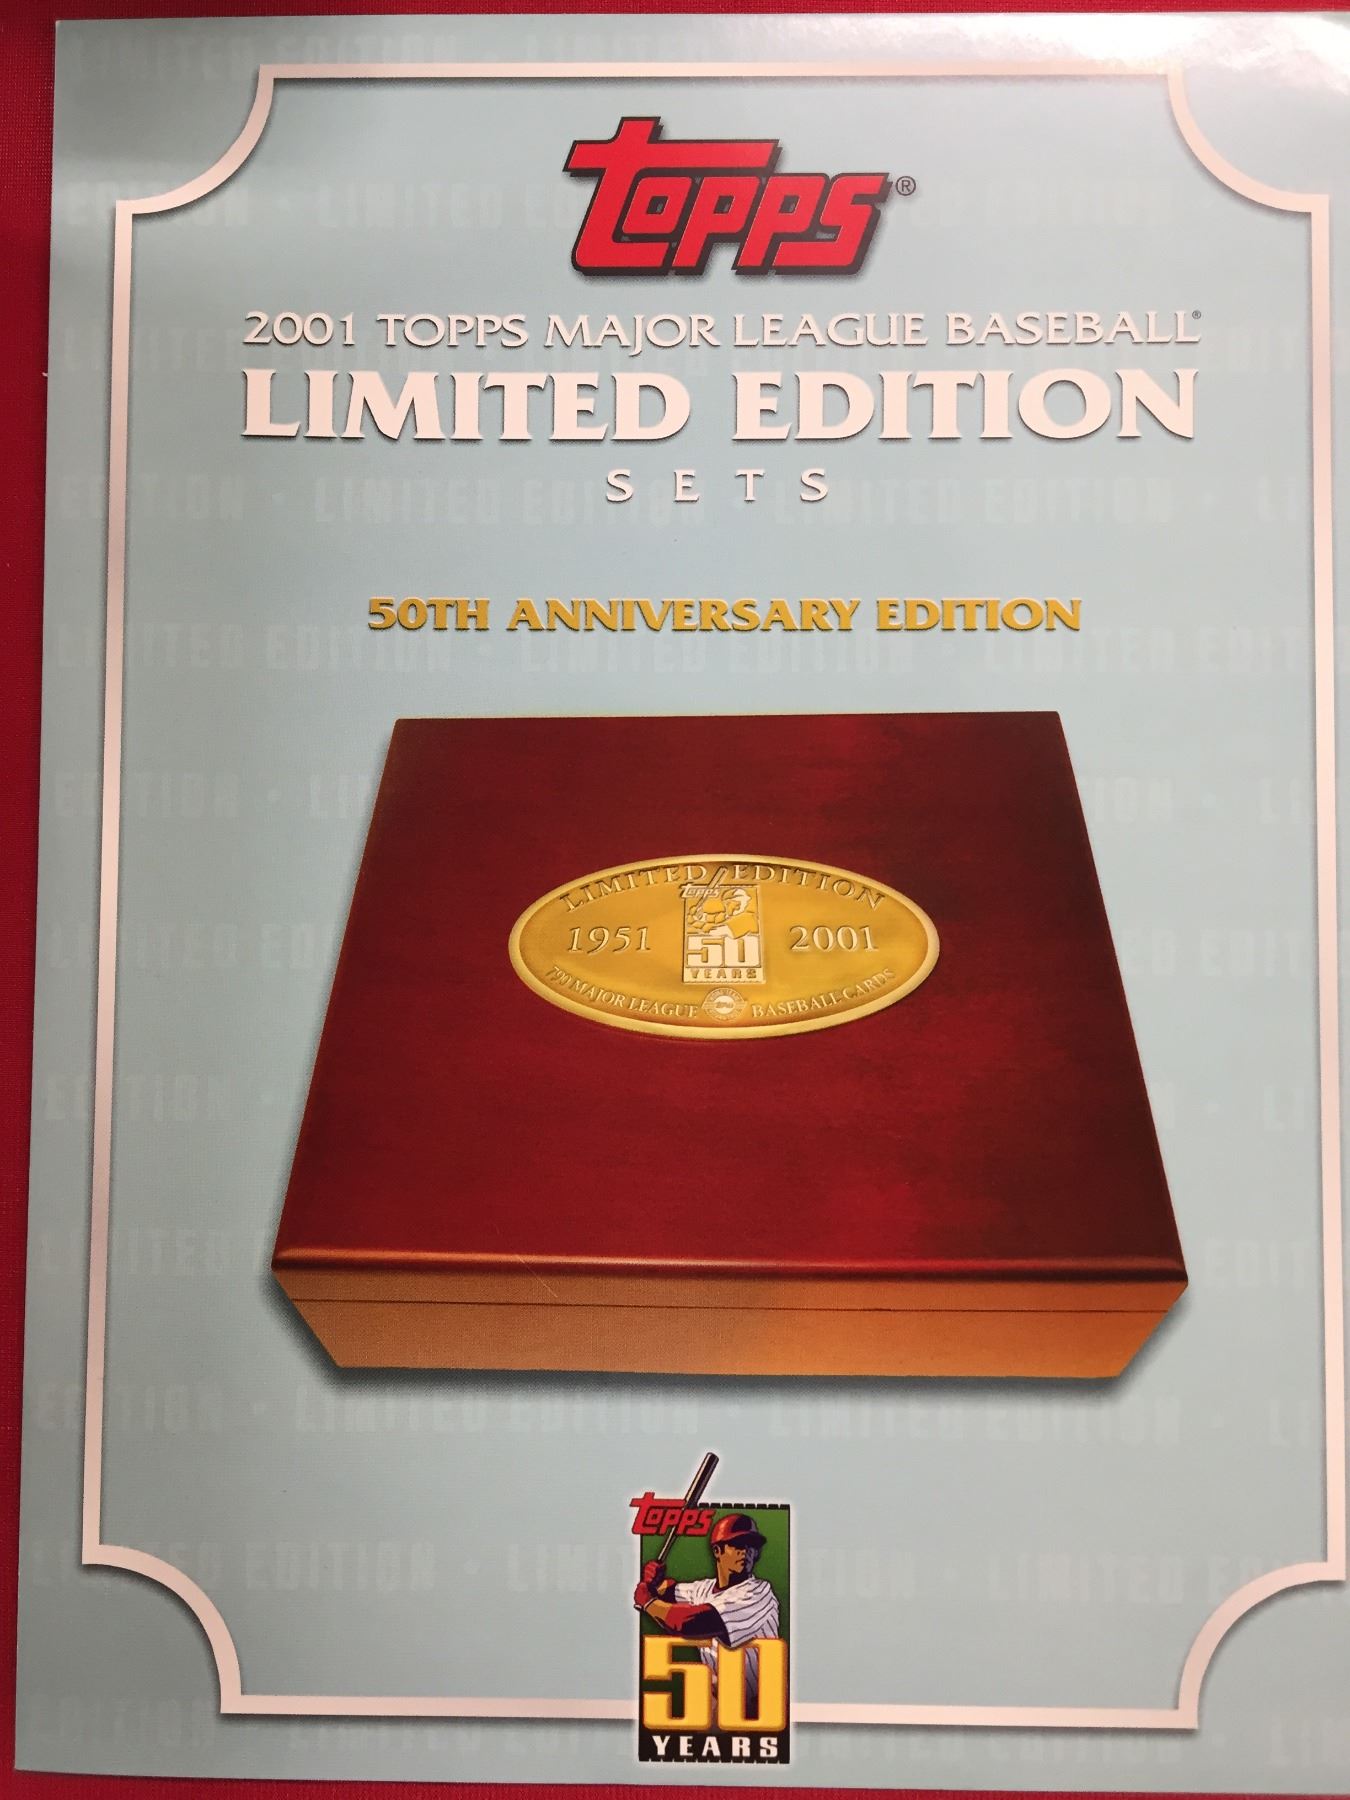 Topps®
2001 TOPPS MAJOR LEAGUE BASEBALL®
LIMITED EDITION
SETS
50TH ANNIVERSARY EDITION
LIMITED EDITION
Topps
1951 50 2001
YEARS
790 MAJOR LEAGUE BASEBALL CARDS
Topps
50
YEARS